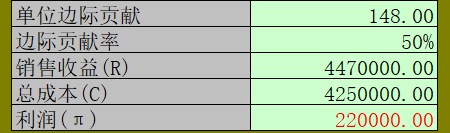 单位边际贡献 148.00
边际贡献率 50%
销售收益(R) 4470000.00
总成本(C) 4250000.00
利润(π) 220000.00